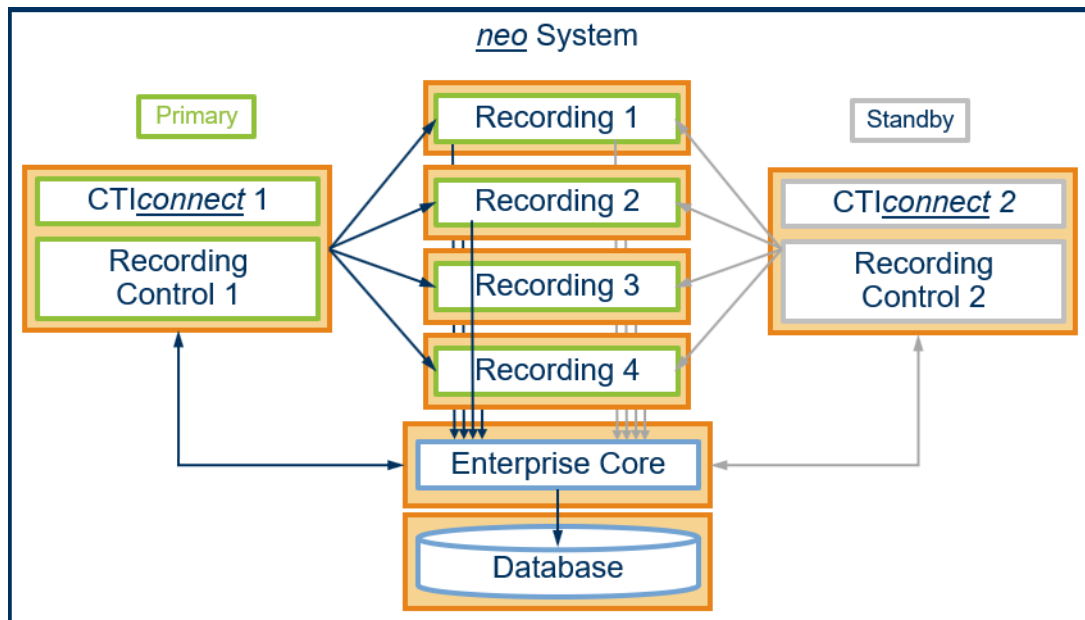 neo System
Primary
Standby
CTIconnect 1
Recording
Control 1
Recording 1
Recording 2
Recording 3
Recording 4
CTIconnect 2
Recording
Control 2
Enterprise Core
Database